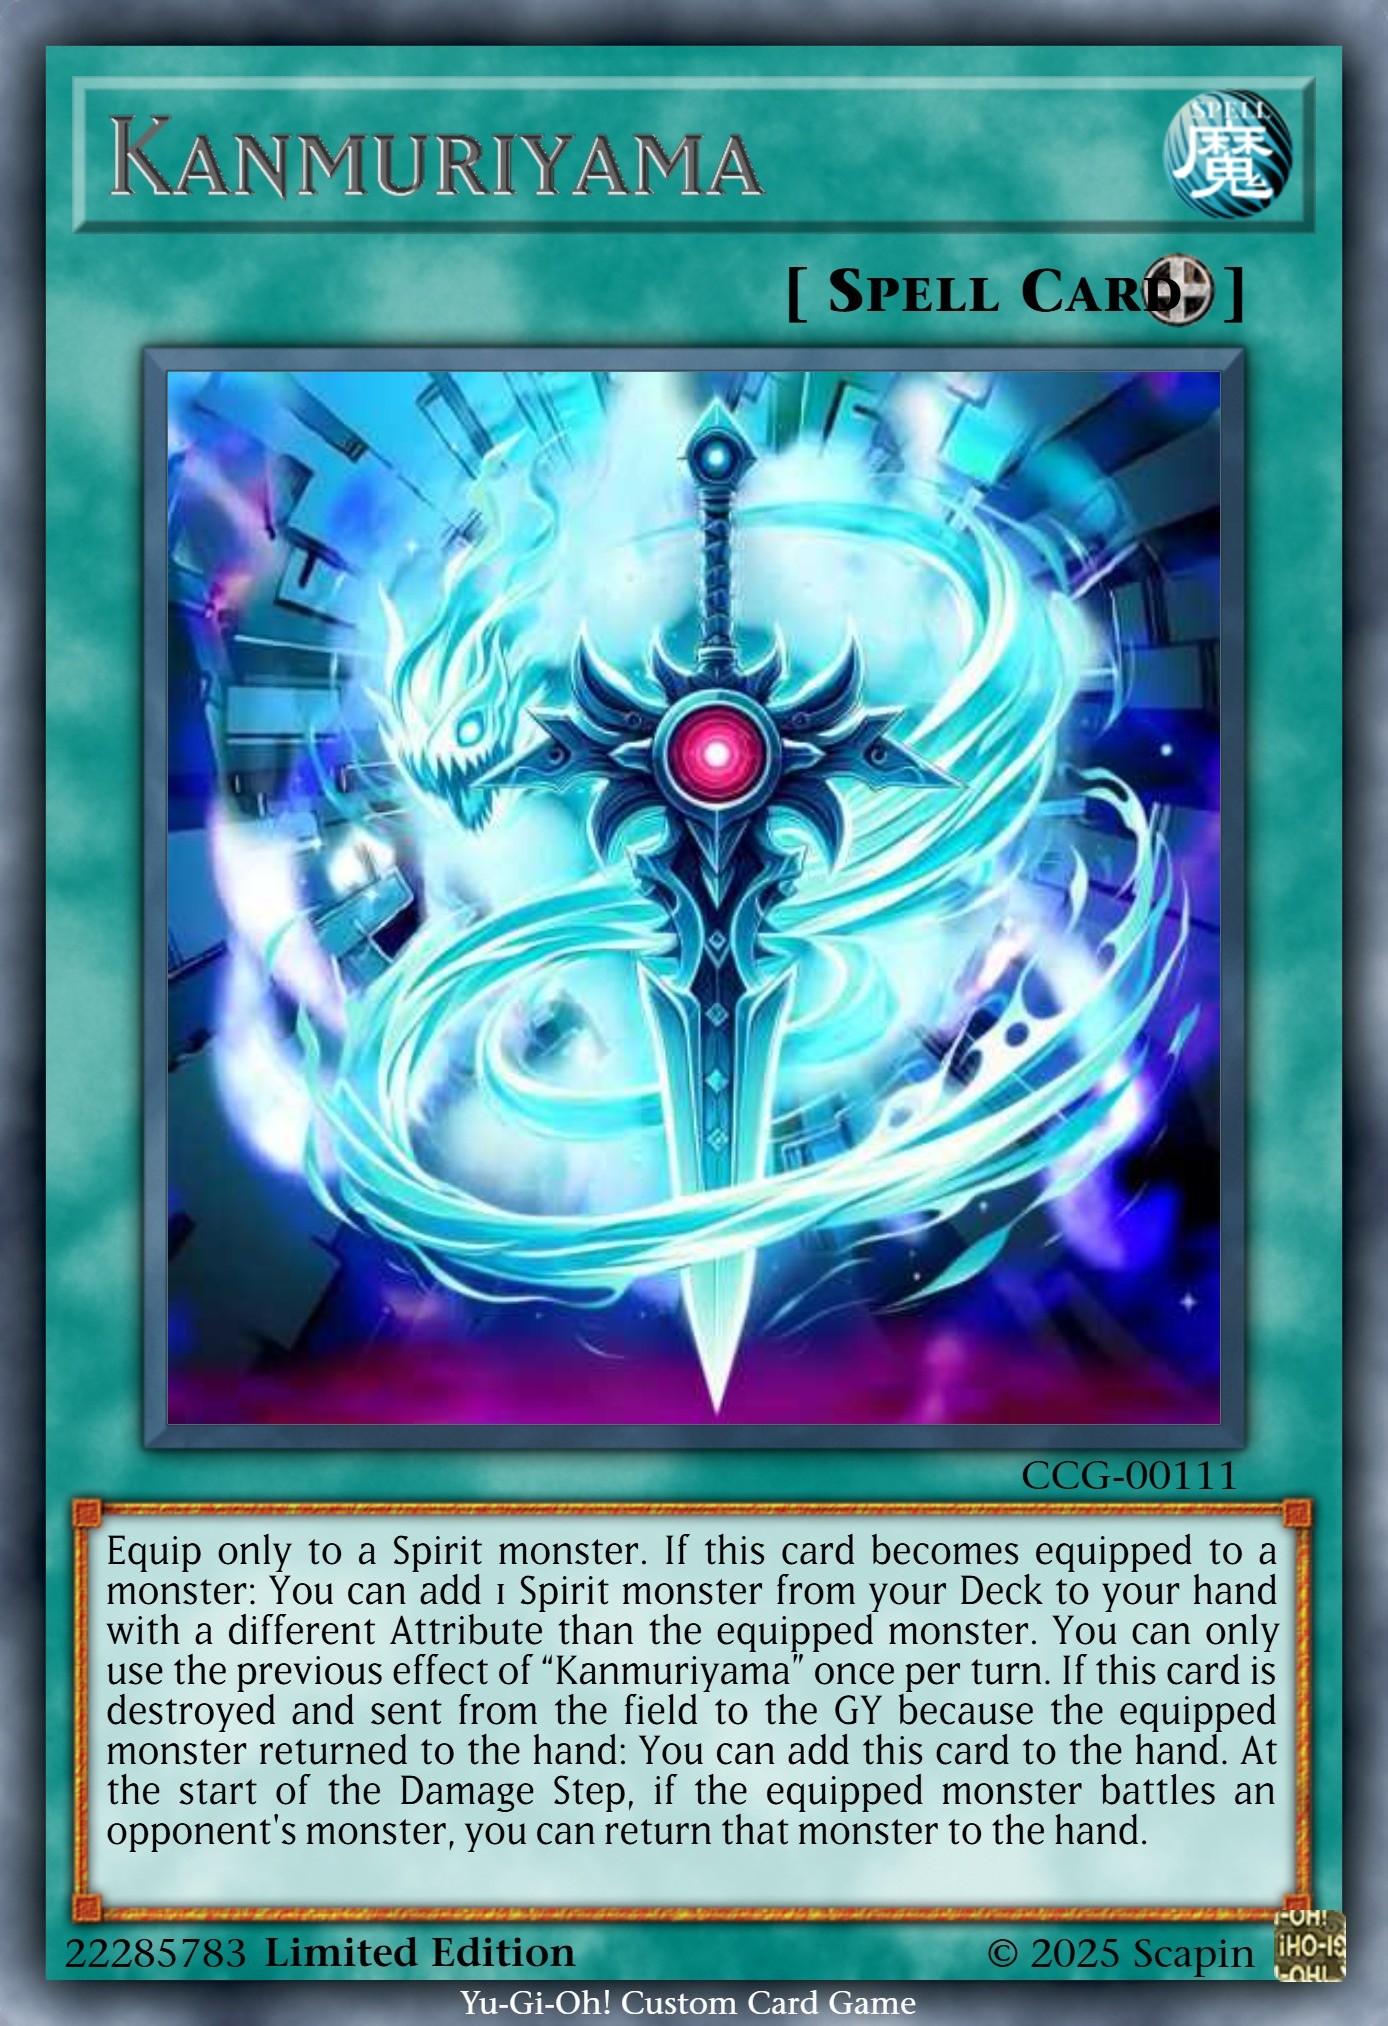 KANMURIYAMA
SPELL
魔
[ SPELL CARD ]
CCG-00111
Equip only to a Spirit monster. If this card becomes equipped to a
monster: You can add 1 Spirit monster from your Deck to your hand
with a different Attribute than the equipped monster. You can only
use the previous effect of “Kanmuriyama" once per turn. If this card is
destroyed and sent from the field to the GY because the equipped
monster returned to the hand: You can add this card to the hand. At
the start of the Damage Step, if the equipped monster battles an
opponent's monster, you can return that monster to the hand.
22285783 Limited Edition
© 2025 Scapin
Yu-Gi-Oh! Custom Card Game